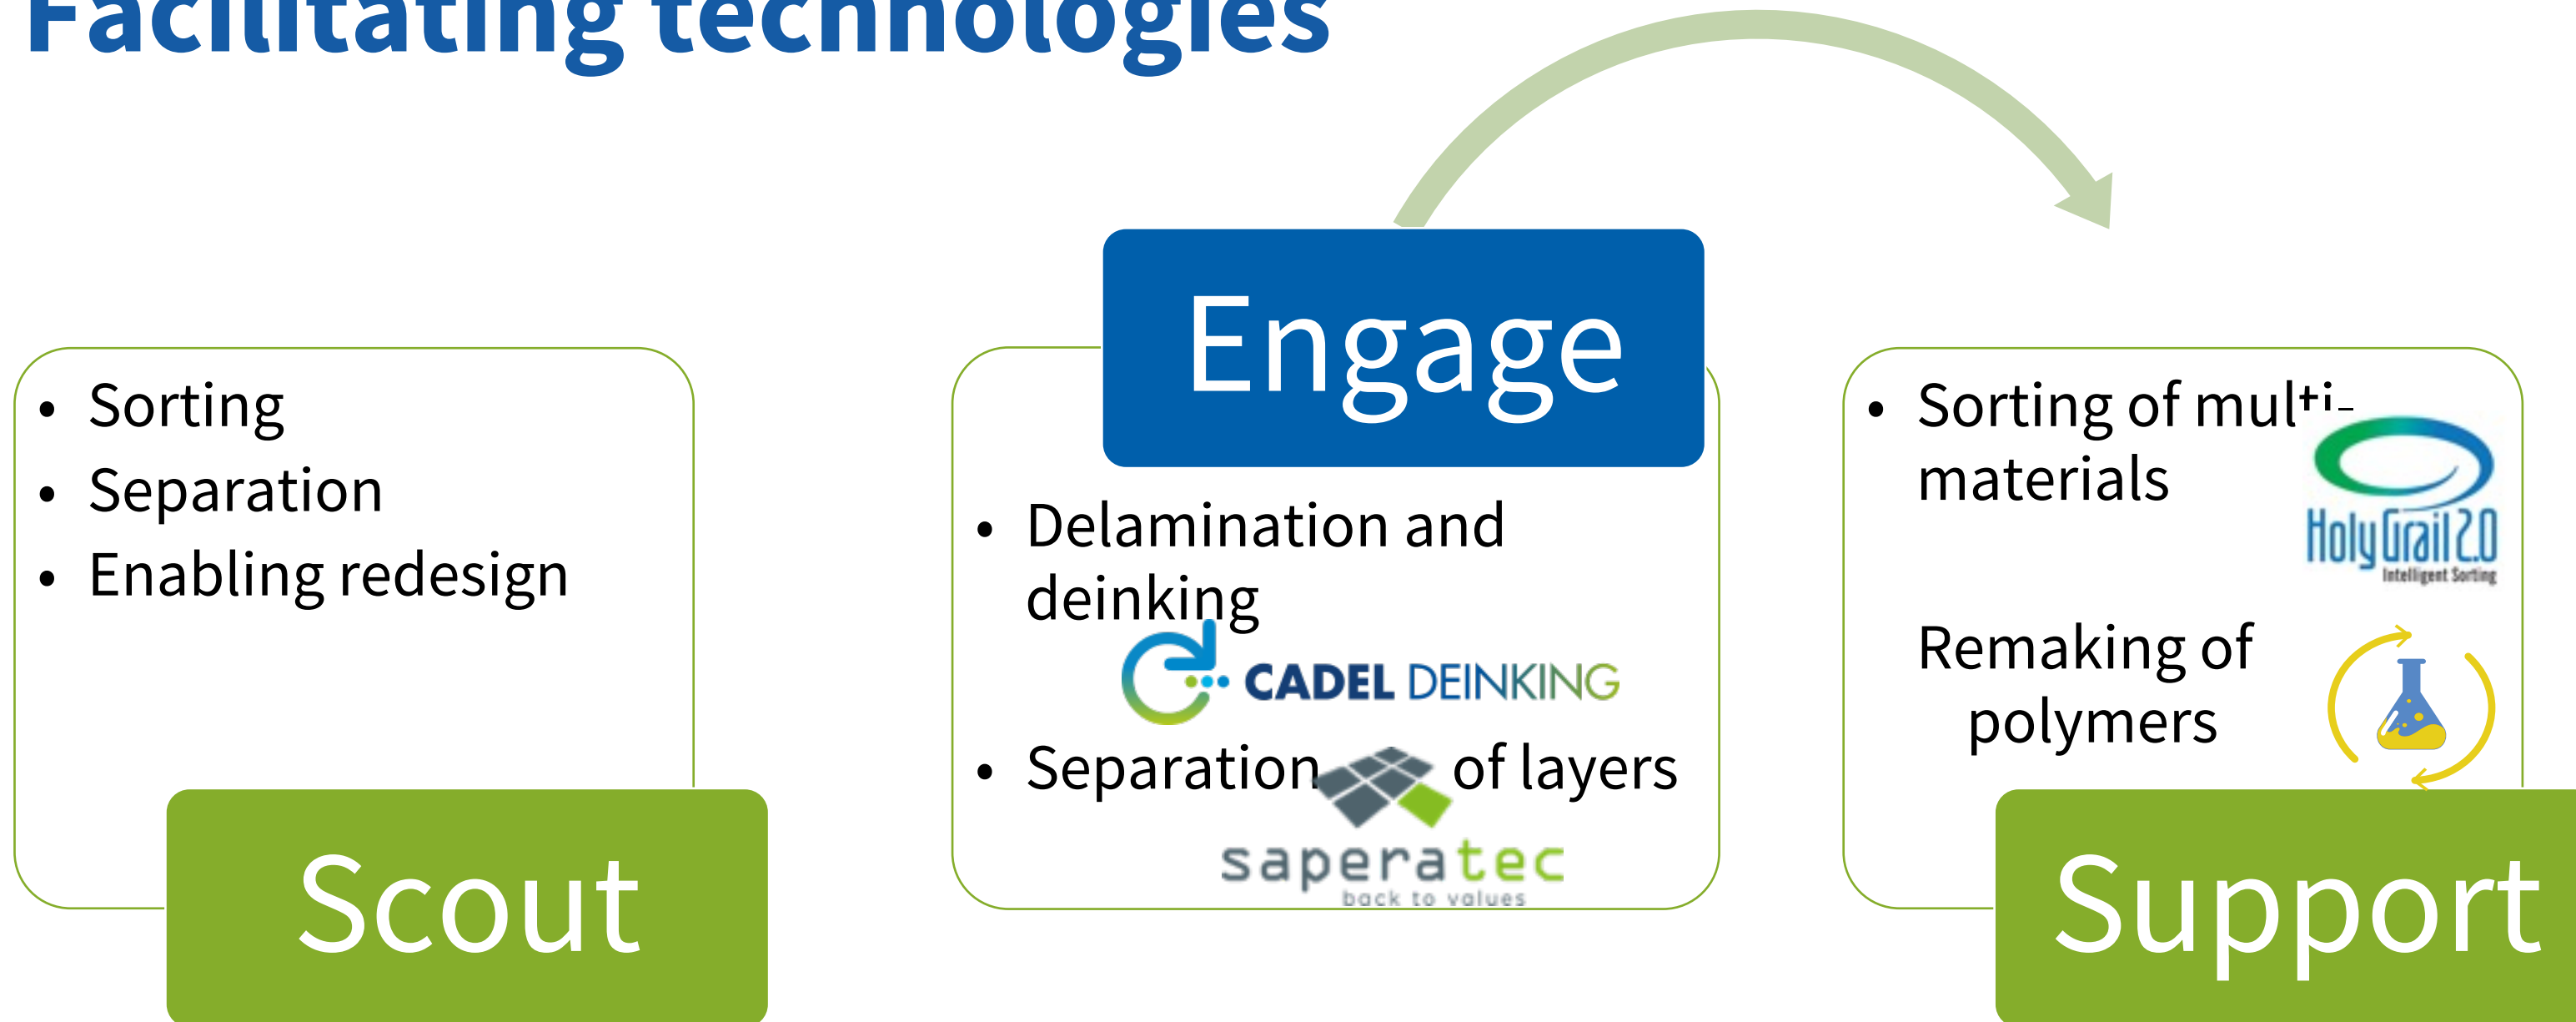 Facilitating technologies
• Sorting
• Separation
• Enabling redesign
Scout
Engage
• Delamination and
deinking
CADEL DEINKING
• Separation of layers
saperatec
back to values
• Sorting of multi-
materials
HolyGrail 2.0
Intelligent Sorting
Remaking of
polymers
Support